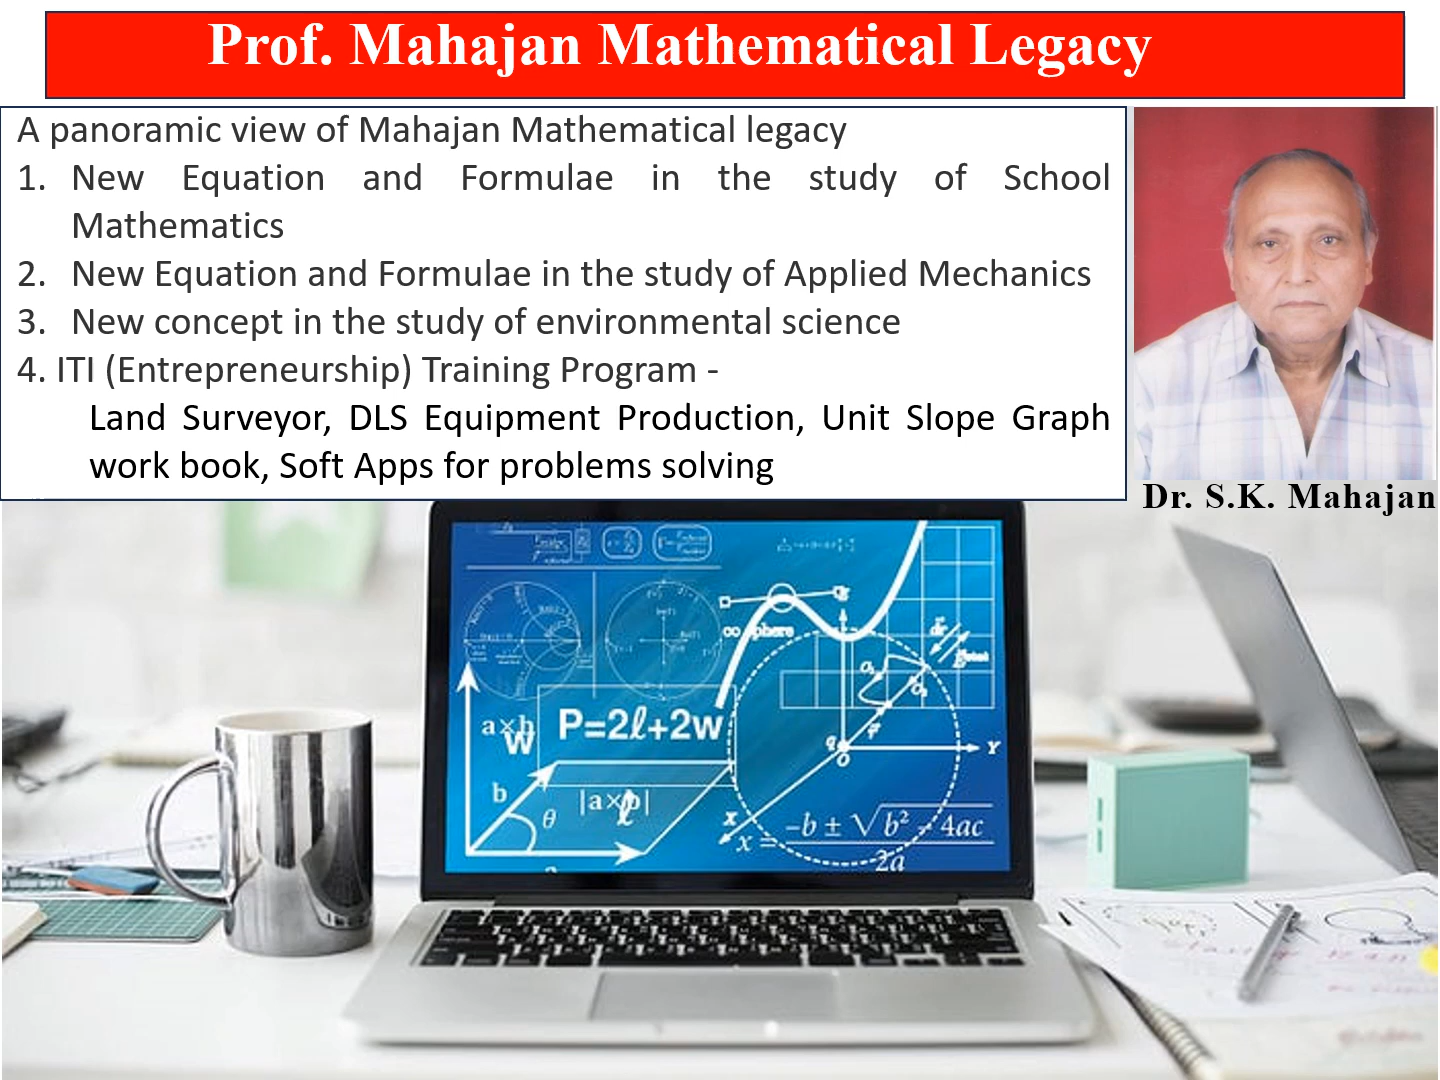 Prof. Mahajan Mathematical Legacy
A panoramic view of Mahajan Mathematical legacy
1. New Equation and Formulae in the study of School
Mathematics
2. New Equation and Formulae in the study of Applied Mechanics
3. New concept in the study of environmental science
4. ITI (Entrepreneurship) Training Program -
Land Surveyor, DLS Equipment Production, Unit Slope Graph
work book, Soft Apps for problems solving
Dr. S.K. Mahajan
a×b
w
P=2ℓ+2w
b
θ
|a×b|
ℓ
q
O
Y
X
x = −b ± √b² - 4ac
2a